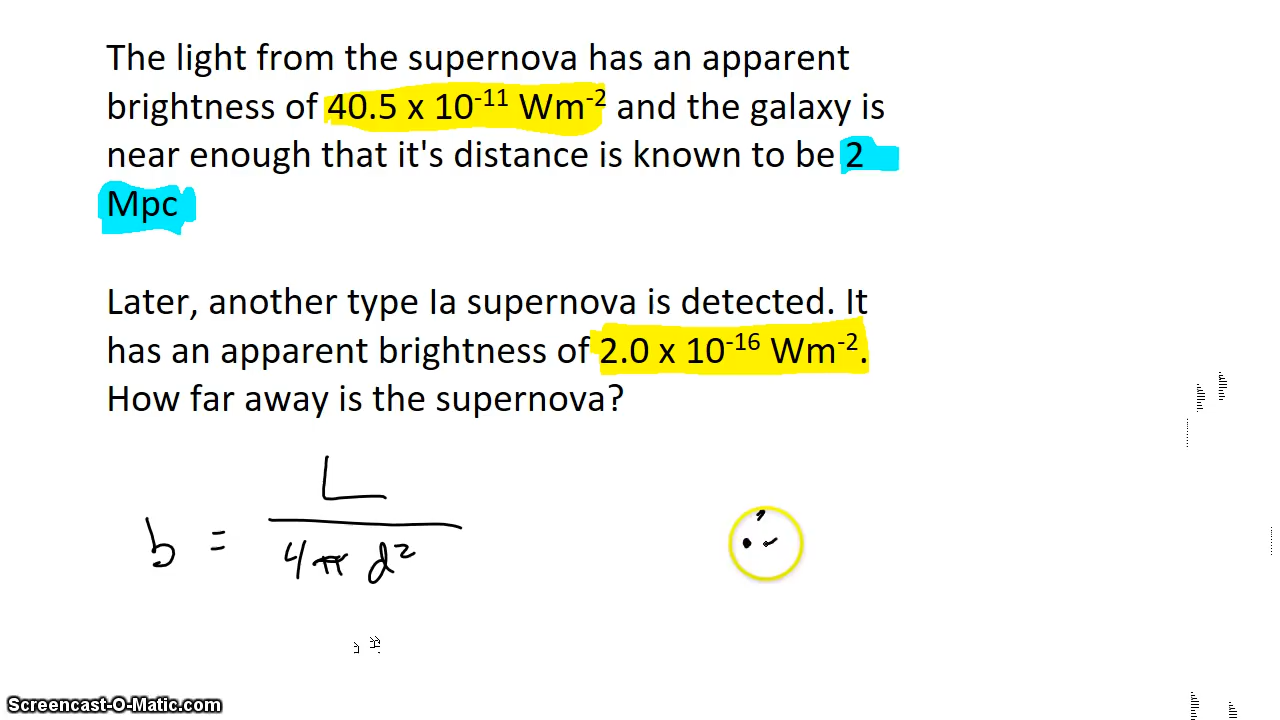 The light from the supernova has an apparent
brightness of 40.5 x 10⁻¹¹ Wm⁻² and the galaxy is
near enough that it's distance is known to be 2
Mpc
Later, another type Ia supernova is detected. It
has an apparent brightness of 2.0 x 10⁻¹⁶ Wm⁻².
How far away is the supernova?
b = L / 4π d²
Screencast-O-Matic.com